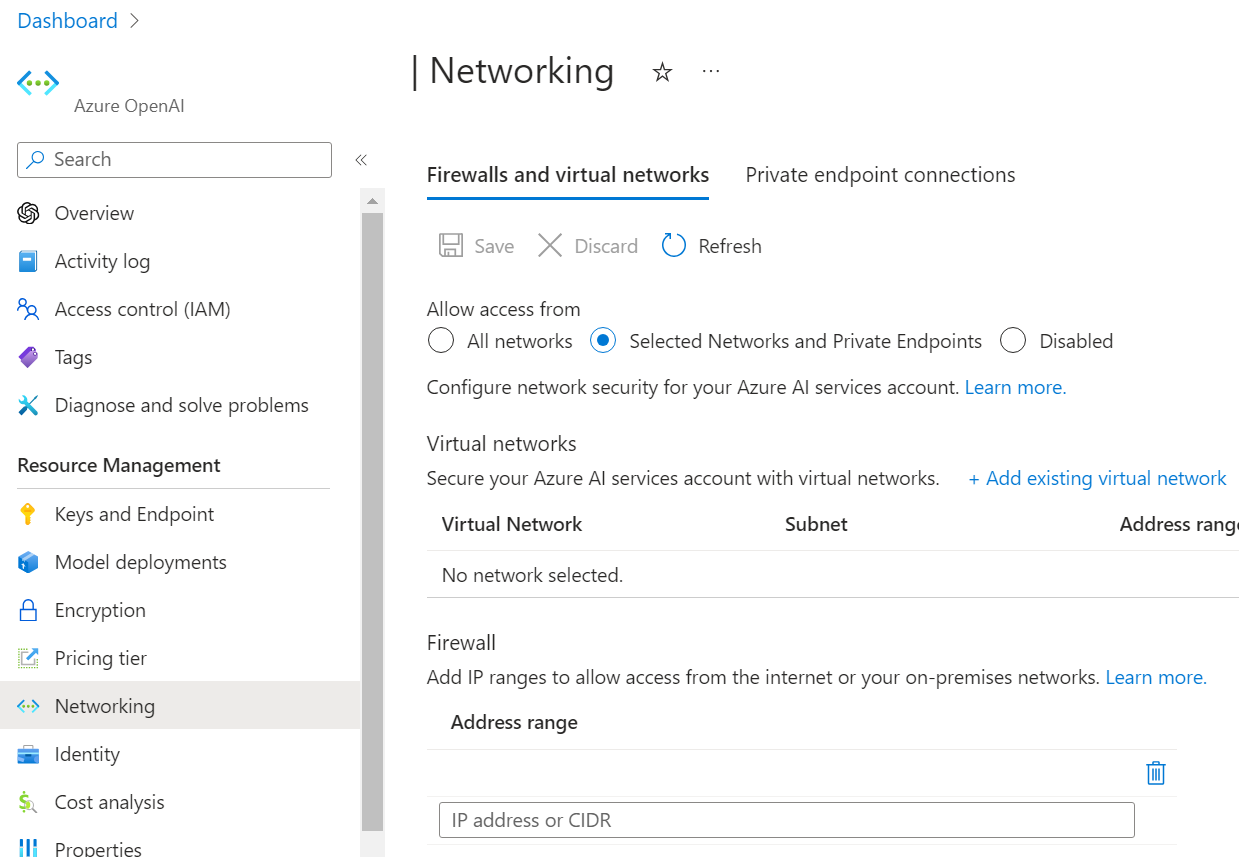 Dashboard
| Networking
Azure OpenAI
Search
Overview
Activity log
Access control (IAM)
Tags
Diagnose and solve problems
Resource Management
Keys and Endpoint
Model deployments
Encryption
Pricing tier
Networking
Identity
Cost analysis
Properties
Firewalls and virtual networks Private endpoint connections
Save Discard Refresh
Allow access from
All networks Selected Networks and Private Endpoints Disabled
Configure network security for your Azure AI services account. Learn more.
Virtual networks
Secure your Azure AI services account with virtual networks. + Add existing virtual network
Virtual Network Subnet Address range
No network selected.
Firewall
Add IP ranges to allow access from the internet or your on-premises networks. Learn more.
Address range
IP address or CIDR